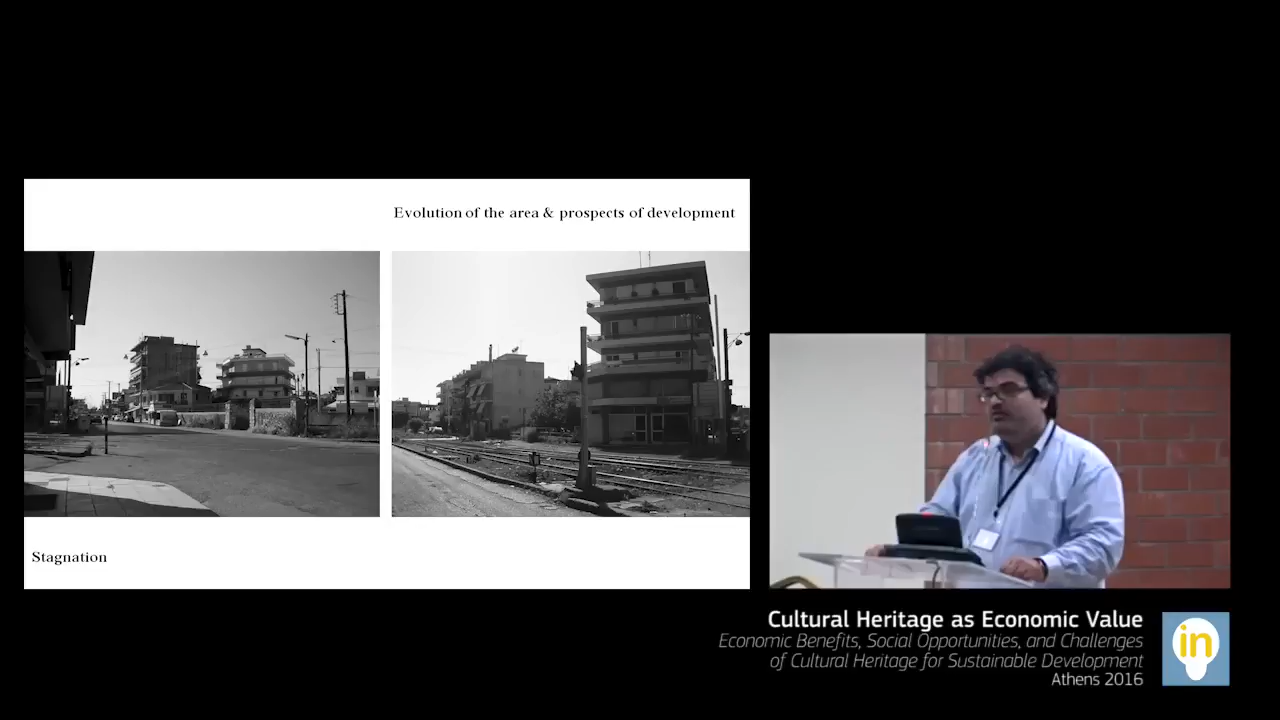 Evolution of the area & prospects of development
Stagnation
Cultural Heritage as Economic Value
Economic Benefits, Social Opportunities, and Challenges
of Cultural Heritage for Sustainable Development
Athens 2016
in